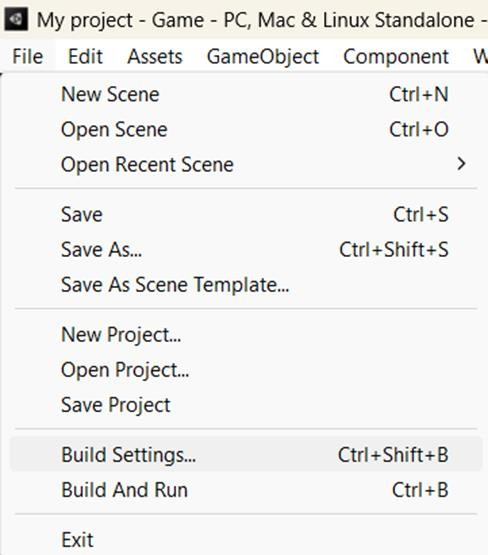 My project - Game - PC, Mac & Linux Standalone -
File Edit Assets GameObject Component
New Scene Ctrl+N
Open Scene Ctrl+O
Open Recent Scene >
Save Ctrl+S
Save As... Ctrl+Shift+S
Save As Scene Template...
New Project...
Open Project...
Save Project
Build Settings... Ctrl+Shift+B
Build And Run Ctrl+B
Exit